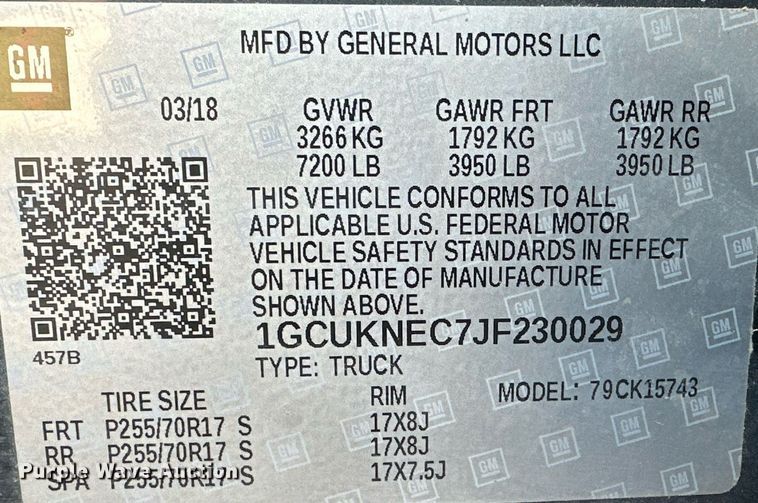 GM
MFD BY GENERAL MOTORS LLC
03/18 GVWR GAWR FRT GAWR RR
3266 KG 1792 KG 1792 KG
7200 LB 3950 LB 3950 LB
THIS VEHICLE CONFORMS TO ALL
APPLICABLE U.S. FEDERAL MOTOR
VEHICLE SAFETY STANDARDS IN EFFECT
ON THE DATE OF MANUFACTURE
SHOWN ABOVE.
1GCUKNEC7JF230029
457B
TYPE: TRUCK
MODEL: 79CK15743
TIRE SIZE RIM
FRT P255/70R17 S 17X8J
RR P255/70R17 S 17X8J
SPA P255/70R17 S 17X7.5J
Purple Wave Auction